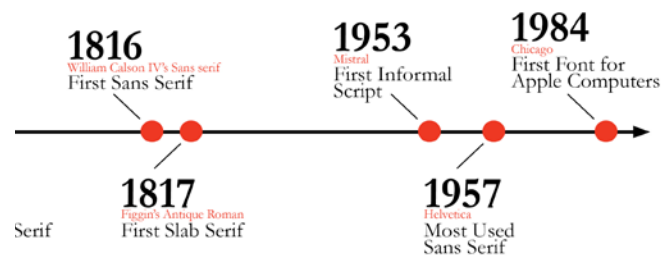 1816
William Calson IV's Sans serif
First Sans Serif
1953
Mistral
First Informal
Script
1984
Chicago
First Font for
Apple Computers
Serif
1817
Figgin's Antique Roman
First Slab Serif
1957
Helvetica
Most Used
Sans Serif